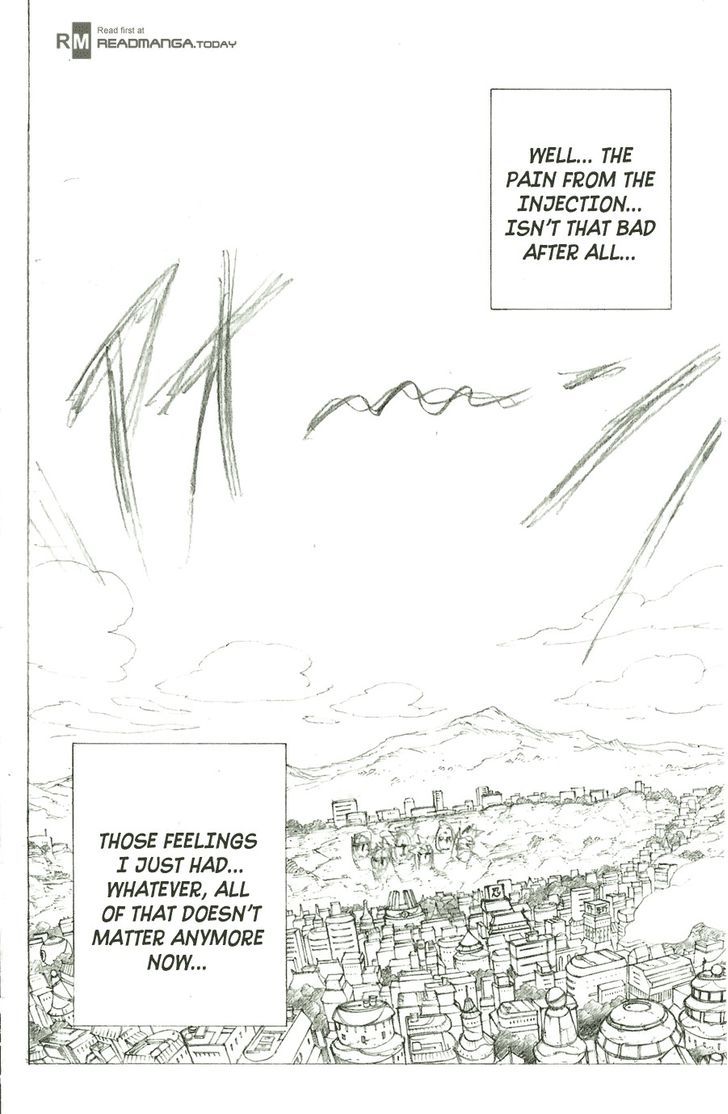 Read first at
RM READMANGA.TODAY
WELL... THE
PAIN FROM THE
INJECTION...
ISN'T THAT BAD
AFTER ALL...
THOSE FEELINGS
I JUST HAD...
WHATEVER, ALL
OF THAT DOESN'T
MATTER ANYMORE
NOW...